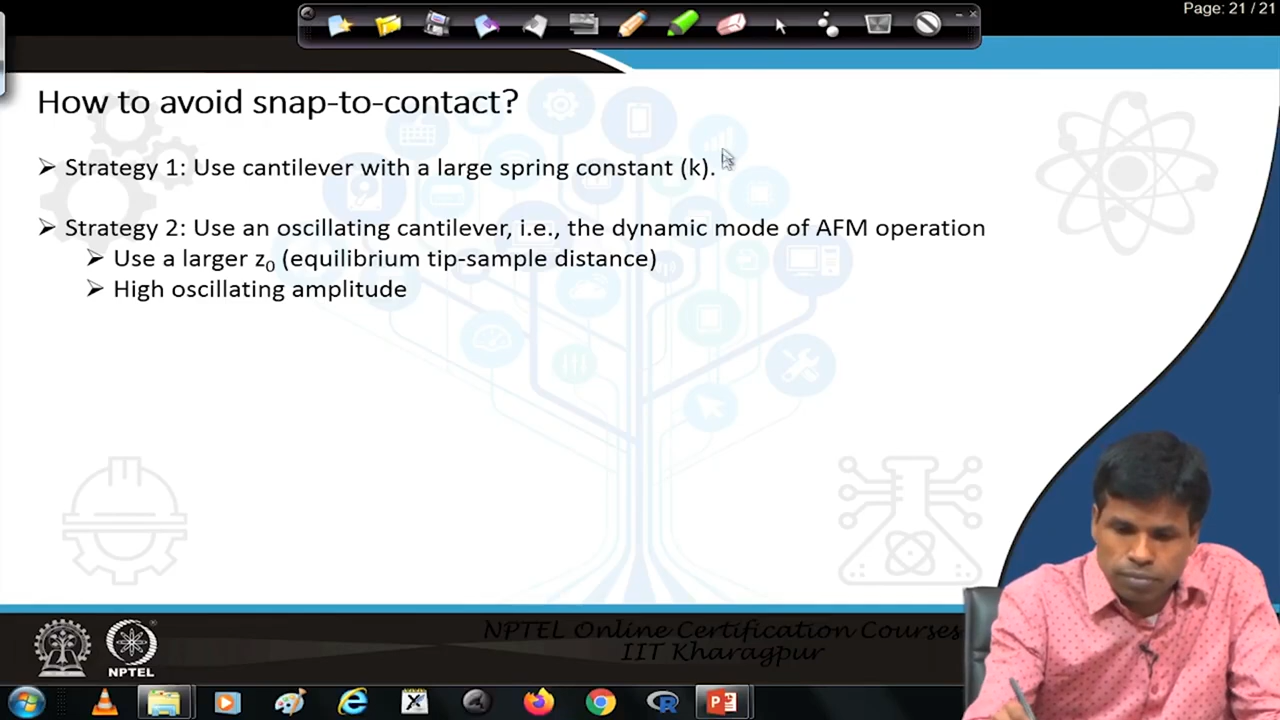 Page: 21 / 21
How to avoid snap-to-contact?
➢ Strategy 1: Use cantilever with a large spring constant (k).
➢ Strategy 2: Use an oscillating cantilever, i.e., the dynamic mode of AFM operation
➢ Use a larger z₀ (equilibrium tip-sample distance)
➢ High oscillating amplitude
NPTEL Online Certification Courses
IIT Kharagpur
NPTEL